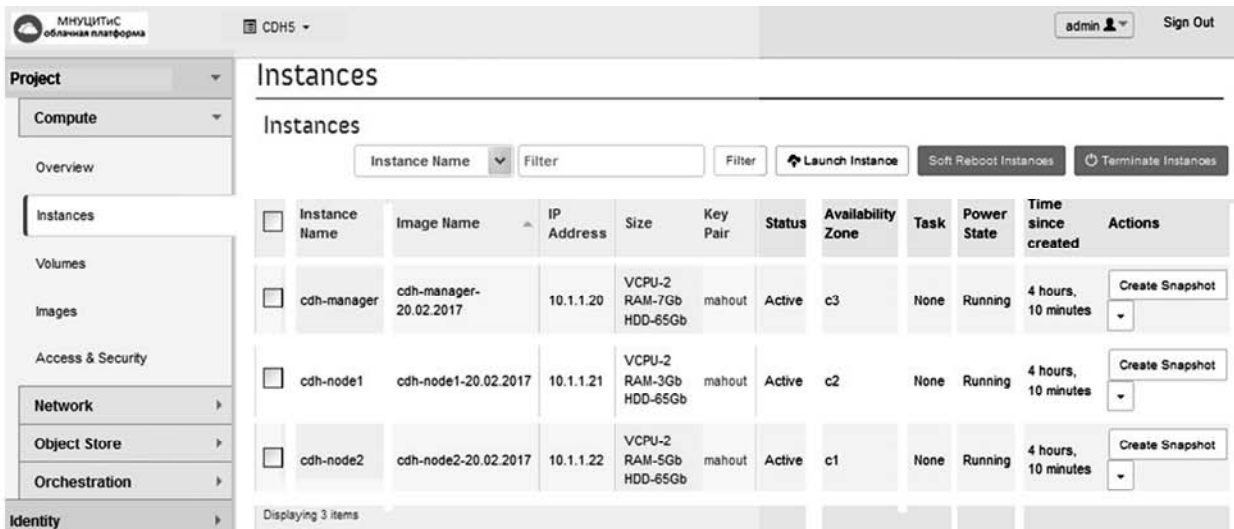 МНУЦИТиС
облачная платформа
CDH5
admin
Sign Out
Project
Compute
Overview
Instances
Volumes
Images
Access & Security
Network
Object Store
Orchestration
Identity
Instances
Instances
Instance Name
Filter
Filter
Launch Instance
Soft Reboot Instances
Terminate Instances
Instance Name
Image Name
IP Address
Size
Key Pair
Status
Availability Zone
Task
Power State
Time since created
Actions
cdh-manager
cdh-manager-20.02.2017
10.1.1.20
VCPU-2
RAM-7Gb
HDD-65Gb
mahout
Active
c3
None
Running
4 hours, 10 minutes
Create Snapshot
cdh-node1
cdh-node1-20.02.2017
10.1.1.21
VCPU-2
RAM-3Gb
HDD-65Gb
mahout
Active
c2
None
Running
4 hours, 10 minutes
Create Snapshot
cdh-node2
cdh-node2-20.02.2017
10.1.1.22
VCPU-2
RAM-5Gb
HDD-65Gb
mahout
Active
c1
None
Running
4 hours, 10 minutes
Create Snapshot
Displaying 3 items